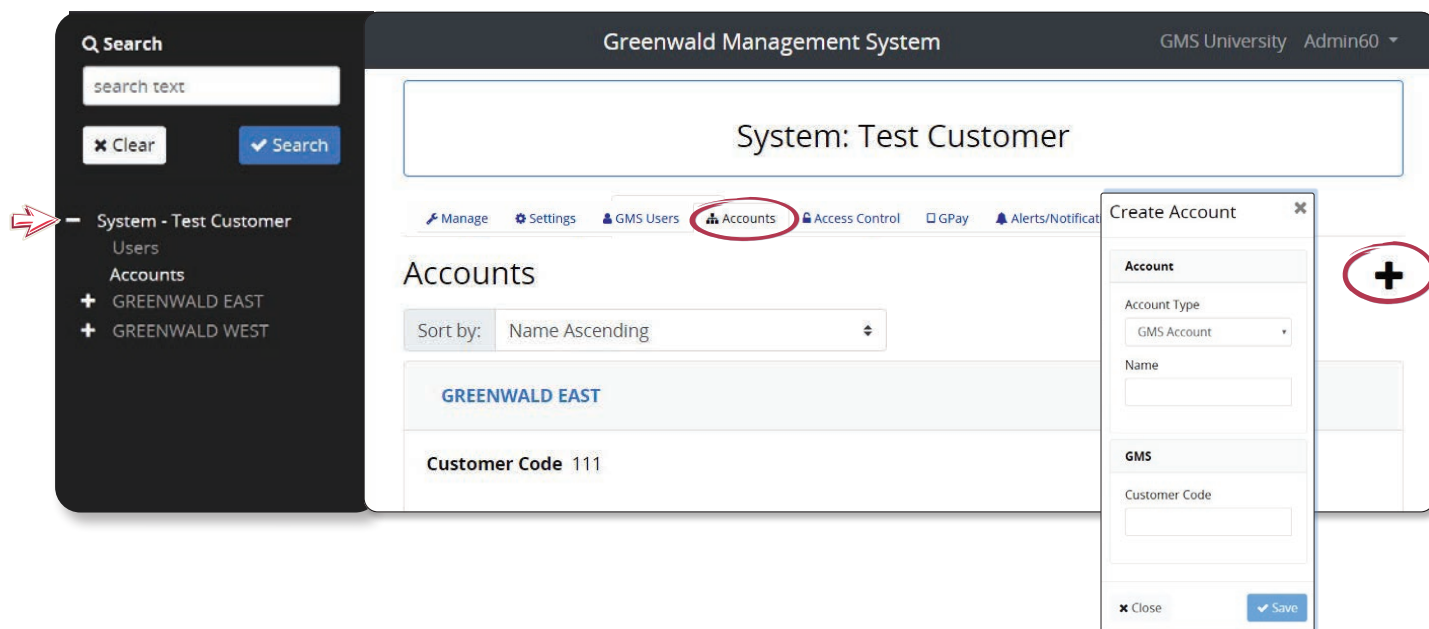 Search
search text
Clear
Search
System - Test Customer
Users
Accounts
GREENWALD EAST
GREENWALD WEST
Greenwald Management System
GMS University Admin60
System: Test Customer
Manage Settings GMS Users Accounts Access Control GPay Alerts/Notificati
Accounts
Sort by: Name Ascending
GREENWALD EAST
Customer Code 111
Create Account
Account
Account Type
GMS Account
Name
GMS
Customer Code
Close Save